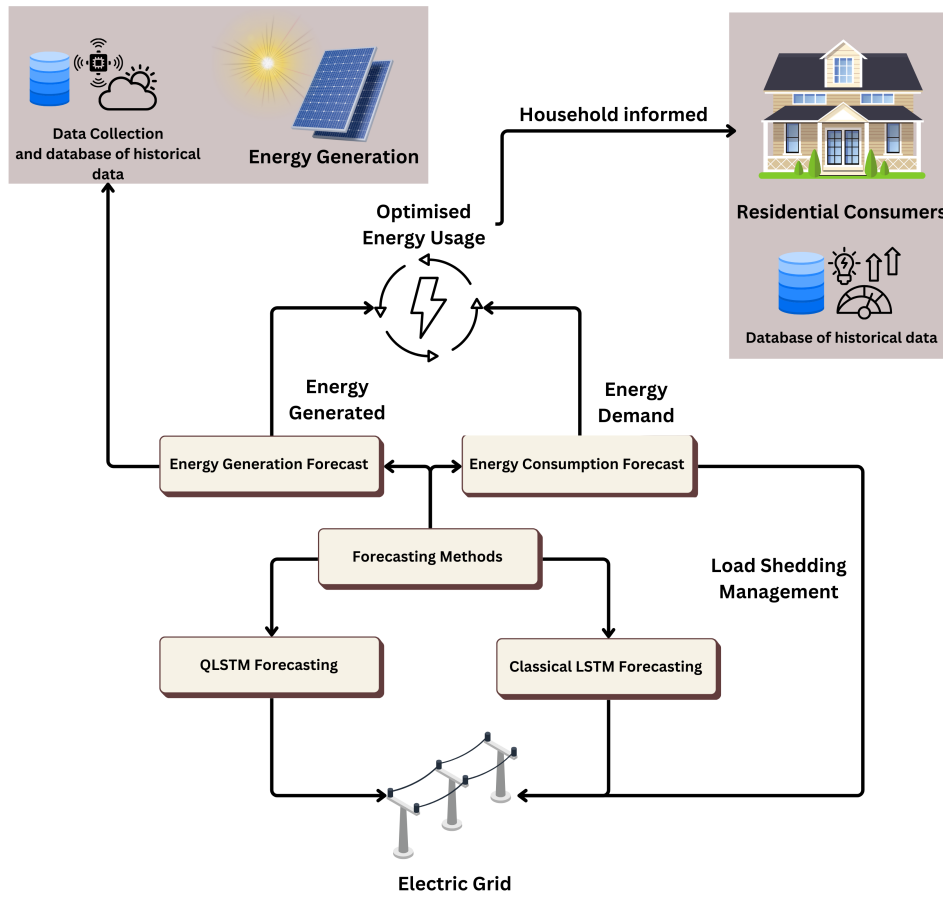 Data Collection
and database of historical
data
Energy Generation
Household informed
Residential Consumers
Database of historical data
Optimised
Energy Usage
Energy
Generated
Energy
Demand
Energy Generation Forecast
Energy Consumption Forecast
Forecasting Methods
Load Shedding
Management
QLSTM Forecasting
Classical LSTM Forecasting
Electric Grid